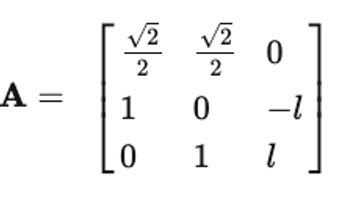 A = [ √2/2 √2/2 0
1 0 −l
0 1 l ]